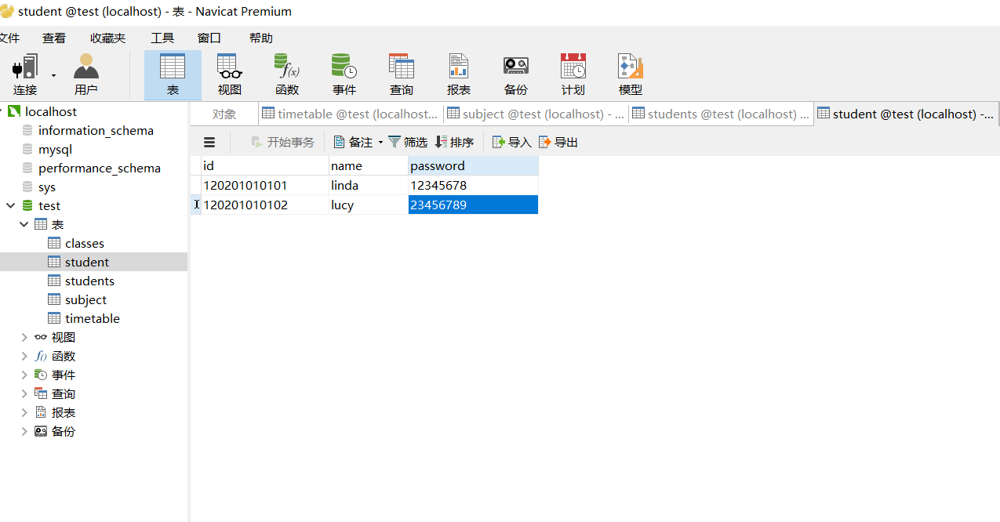 student @test (localhost) - 表 - Navicat Premium
文件 查看 收藏夹 工具 窗口 帮助
连接 用户 表 视图 函数 事件 查询 报表 备份 计划 模型
localhost
information_schema
mysql
performance_schema
sys
test
表
classes
student
students
subject
timetable
视图
函数
事件
查询
报表
备份
对象 timetable @test (localhost... subject @test (localhost) - ... students @test (localhost) ... student @test (localhost) -...
开始事务 备注 筛选 排序 导入 导出
id name password
120201010101 linda 12345678
120201010102 lucy 23456789